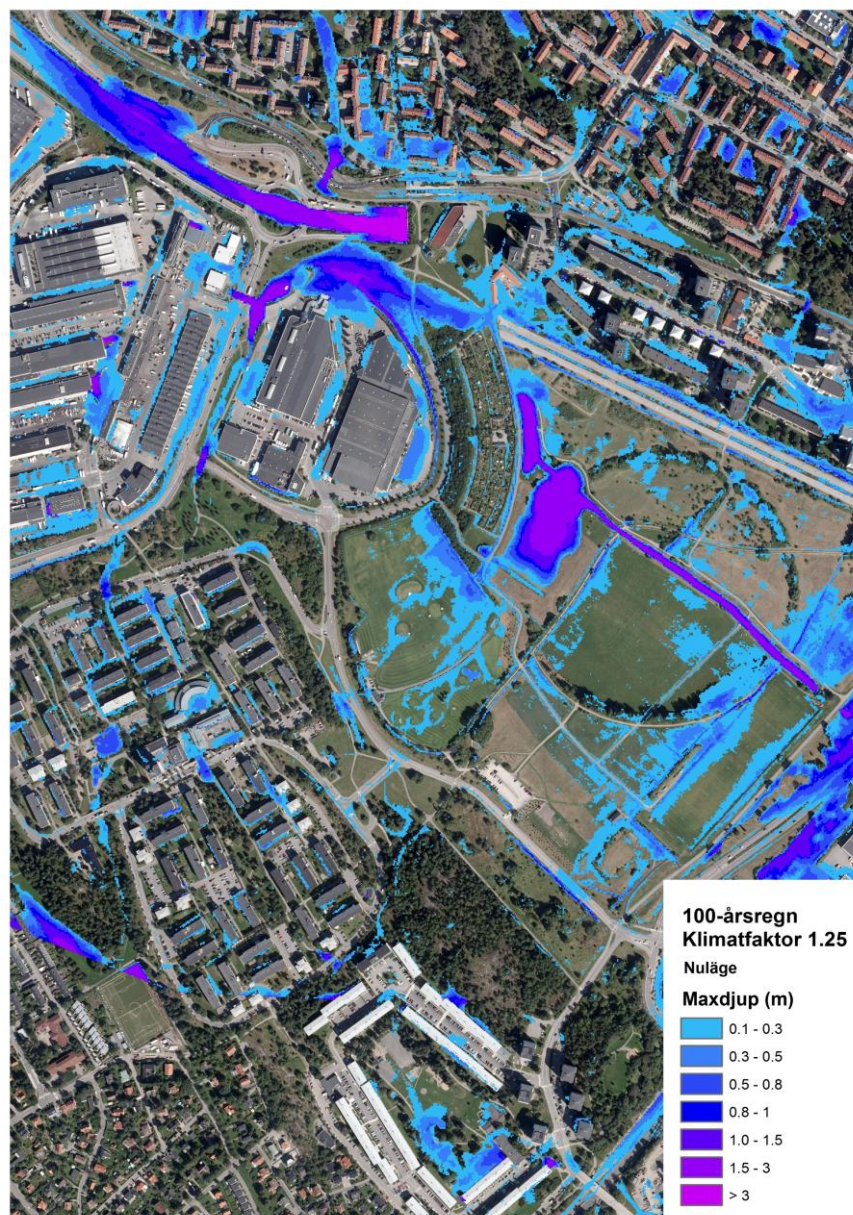 100-årsregn
Klimatfaktor 1.25
Nuläge
Maxdjup (m)
0.1 - 0.3
0.3 - 0.5
0.5 - 0.8
0.8 - 1
1.0 - 1.5
1.5 - 3
> 3